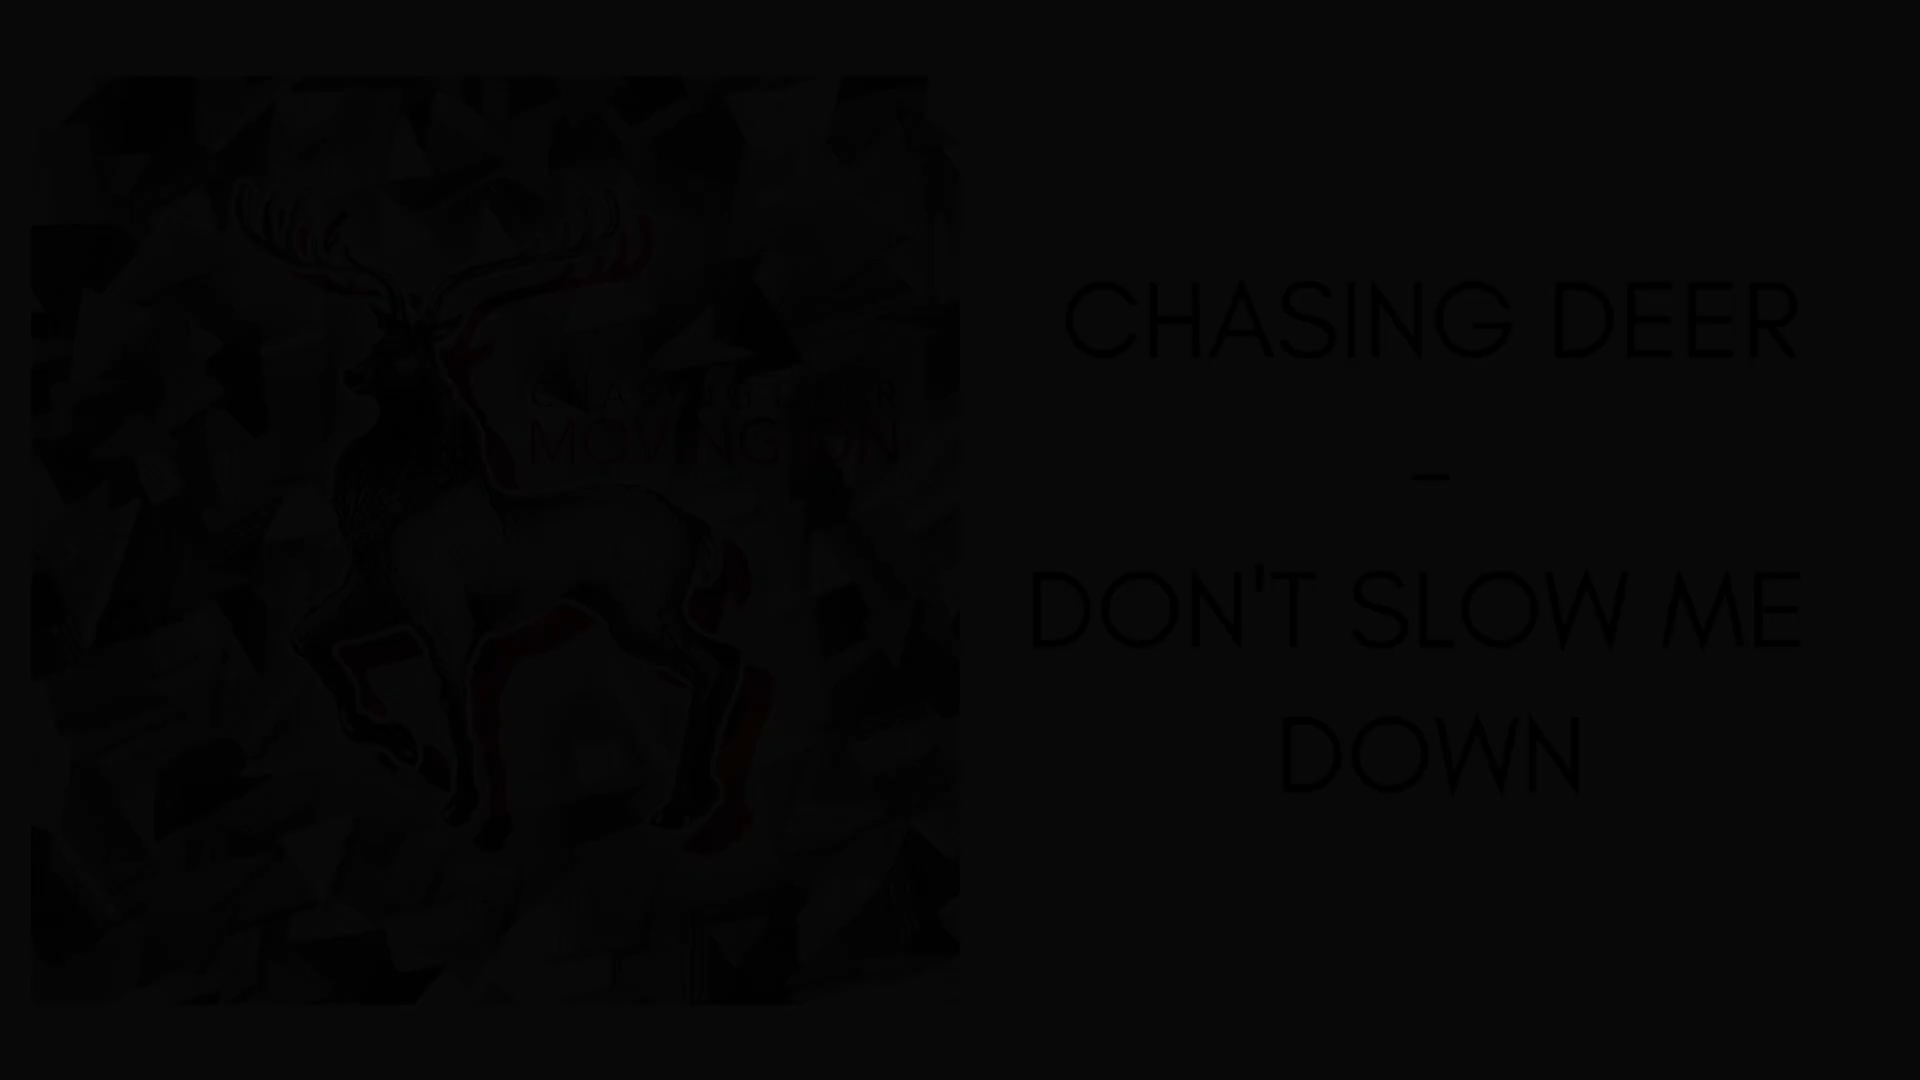 CHASING DEER
MOVING ON
CHASING DEER
-
DON'T SLOW ME
DOWN